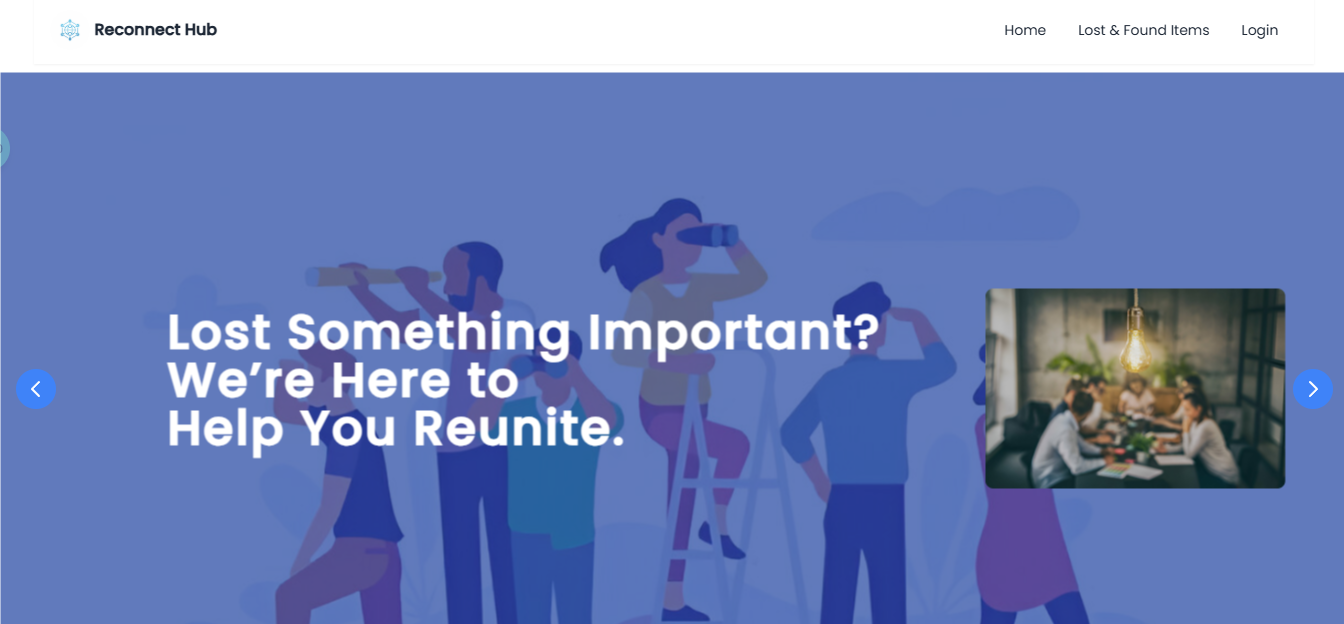 Reconnect Hub
Home Lost & Found Items Login
Lost Something Important?
We’re Here to
Help You Reunite.